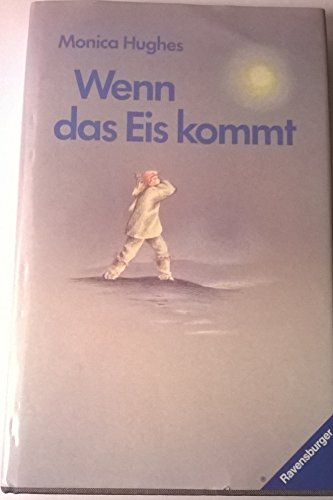 Monica Hughes
Wenn
das Eis kommt
Ravensburger